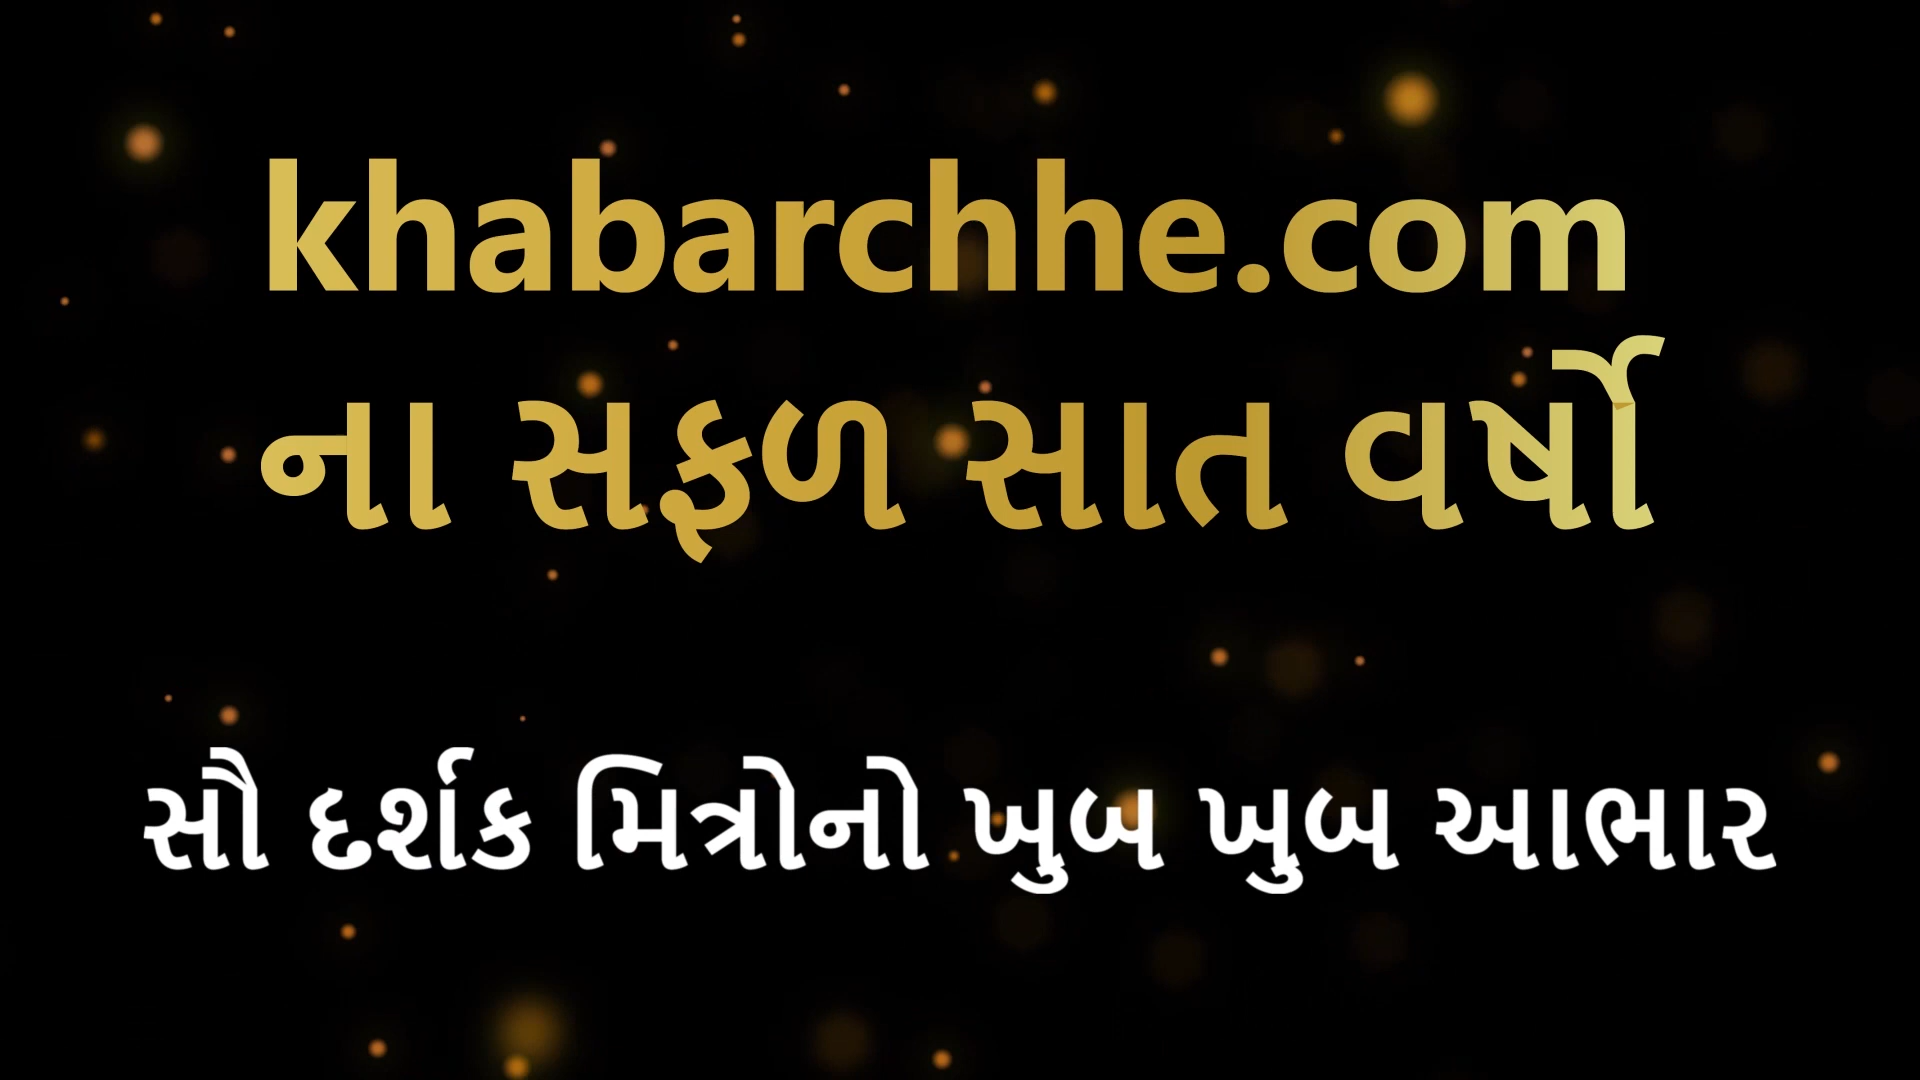 khabarchhe.com
ના સફળ સાત વર્ષો
સૌ દર્શક મિત્રોનો ખુબ ખુબ આભાર